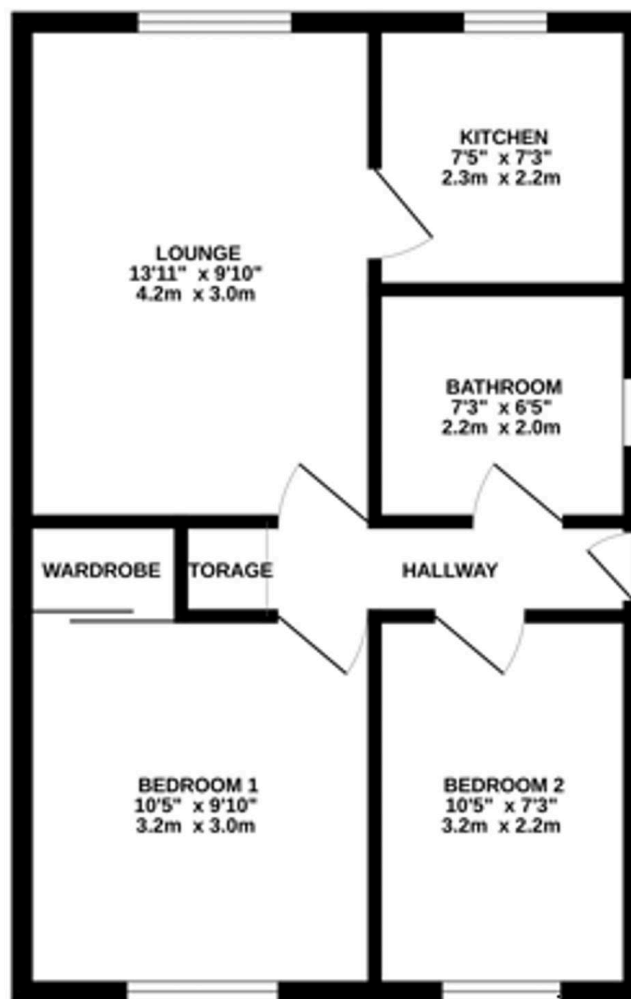 KITCHEN
7'5" x 7'3"
2.3m x 2.2m
LOUNGE
13'11" x 9'10"
4.2m x 3.0m
BATHROOM
7'3" x 6'5"
2.2m x 2.0m
WARDROBE
TORAGE
HALLWAY
BEDROOM 1
10'5" x 9'10"
3.2m x 3.0m
BEDROOM 2
10'5" x 7'3"
3.2m x 2.2m